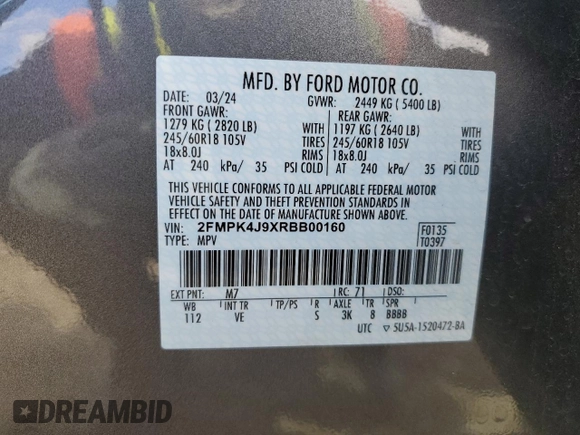 MFD. BY FORD MOTOR CO.
DATE: 03/24 GVWR: 2449 KG ( 5400 LB)
FRONT GAWR: REAR GAWR:
1279 KG ( 2820 LB) WITH 1197 KG ( 2640 LB) WITH
245/60R18 105V TIRES 245/60R18 105V TIRES
18x8.0J RIMS 18x8.0J RIMS
AT 240 kPa/ 35 PSI COLD AT 240 kPa/ 35 PSI COLD
THIS VEHICLE CONFORMS TO ALL APPLICABLE FEDERAL MOTOR
VEHICLE SAFETY AND THEFT PREVENTION STANDARDS IN
EFFECT ON THE DATE OF MANUFACTURE SHOWN ABOVE.
VIN: 2FMPK4J9XRBB00160 F0135
TYPE: MPV T0397
EXT PNT: M7 RC: 71 DSO:
WB INT TR TP/PS R AXLE TR SPR
112 VE S 3K 8 BBBB
UTC 5U5A-1520472-BA
DREAMBID